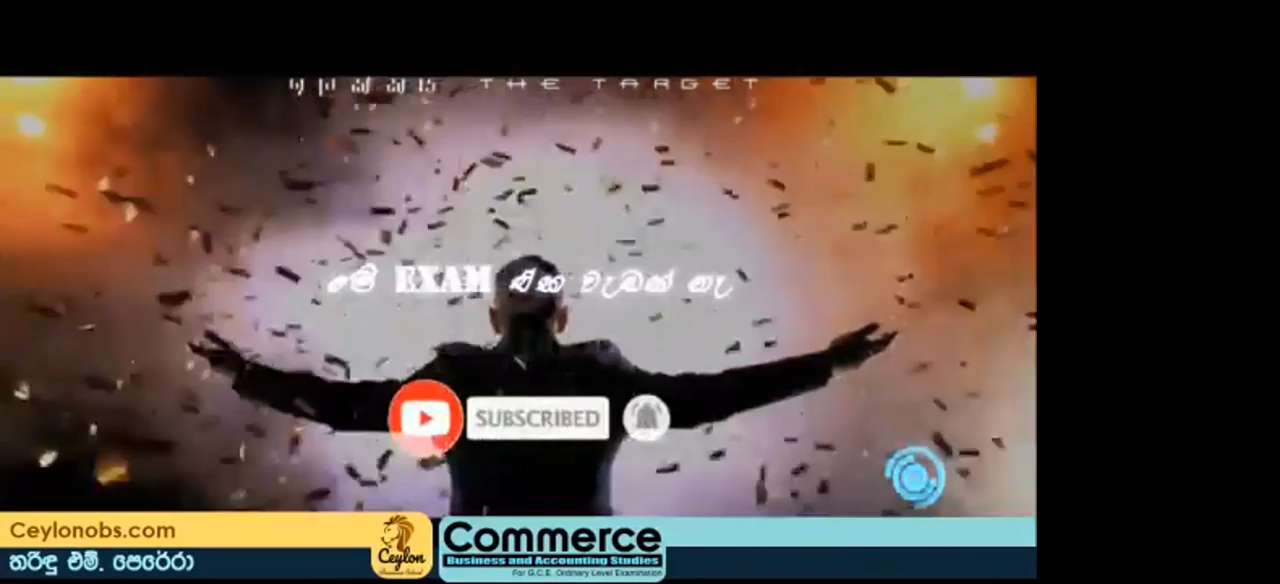 THE TARGET
මේ EXAM එක වැඩක් නෑ
SUBSCRIBED
Ceylonobs.com
තරිඳු එම්. පෙරේරා
Ceylon
Commerce
Business and Accounting Studies
For G.C.E. Ordinary Level Examination